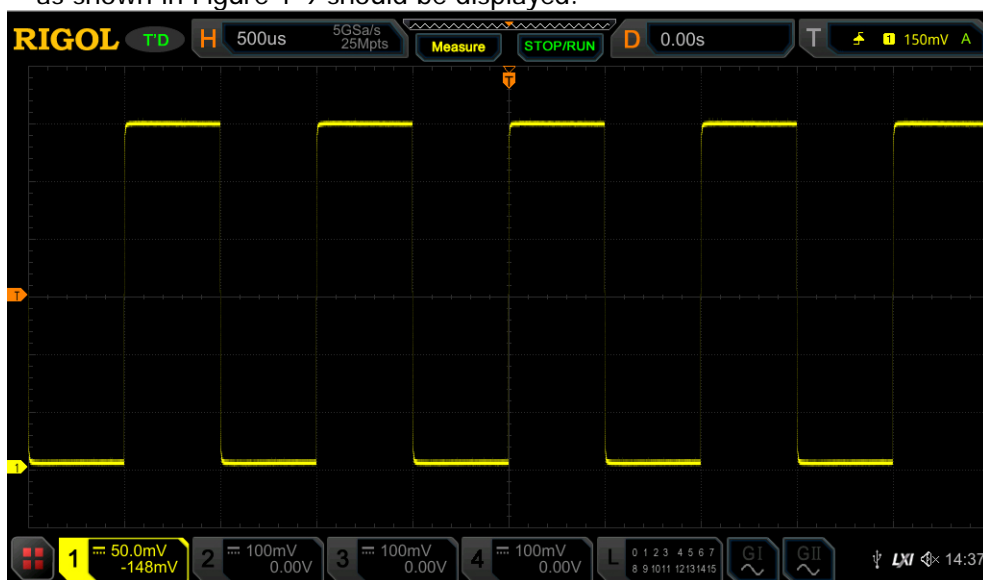 as shown in Figure 1-9 should be displayed.
RIGOL T'D H 500us 5GSa/s 25Mpts Measure STOP/RUN D 0.00s T 1 150mV A
T
T
1
1 50.0mV -148mV 2 100mV 0.00V 3 100mV 0.00V 4 100mV 0.00V L 0 1 2 3 4 5 6 7 8 9 10 11 12 13 14 15 GI GII LXI 14:37